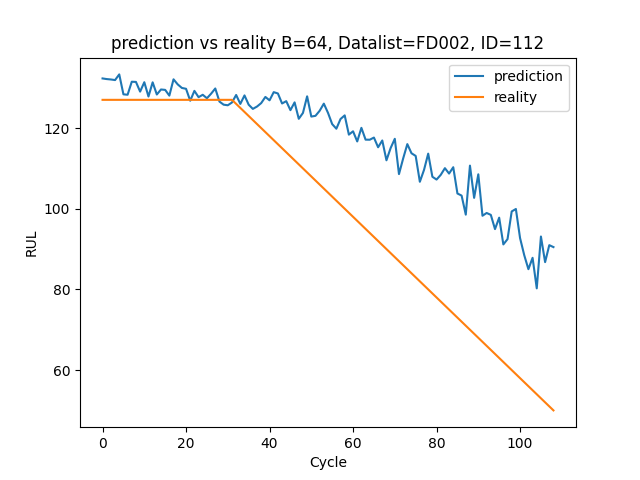 prediction vs reality B=64, Datalist=FD002, ID=112
prediction
reality
120
100
80
60
RUL
0 20 40 60 80 100
Cycle